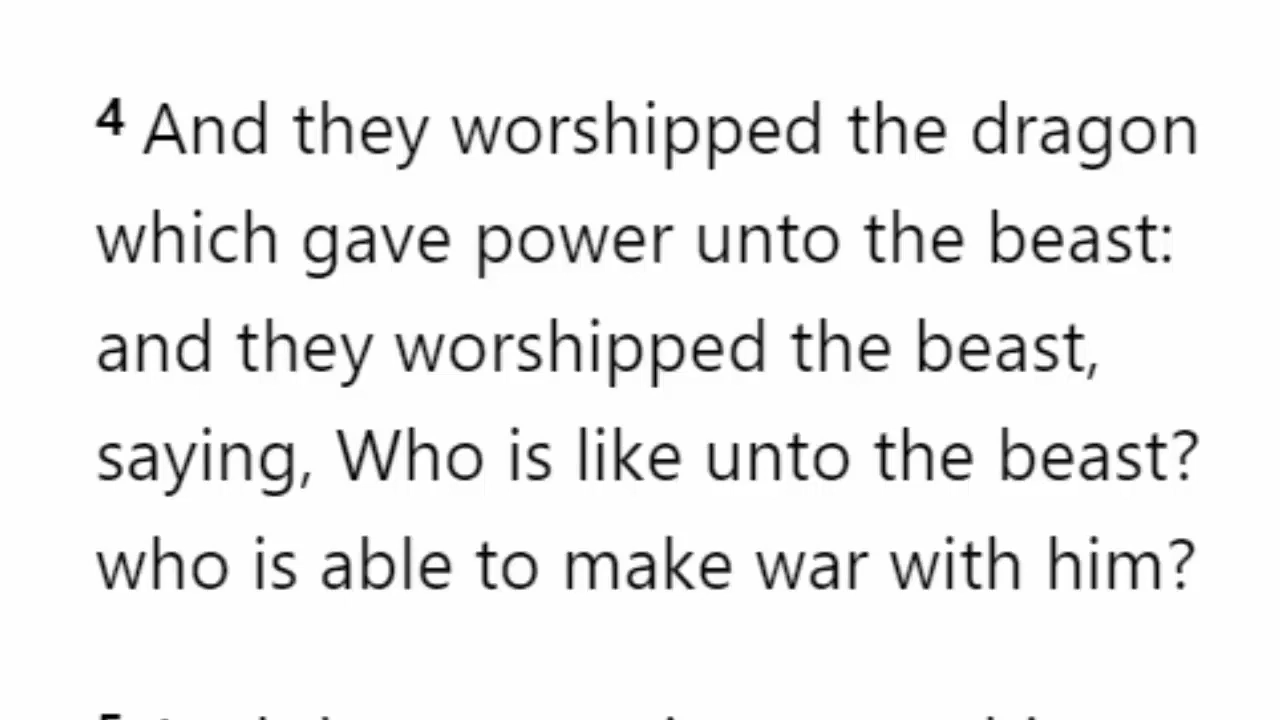 4 And they worshipped the dragon
which gave power unto the beast:
and they worshipped the beast,
saying, Who is like unto the beast?
who is able to make war with him?